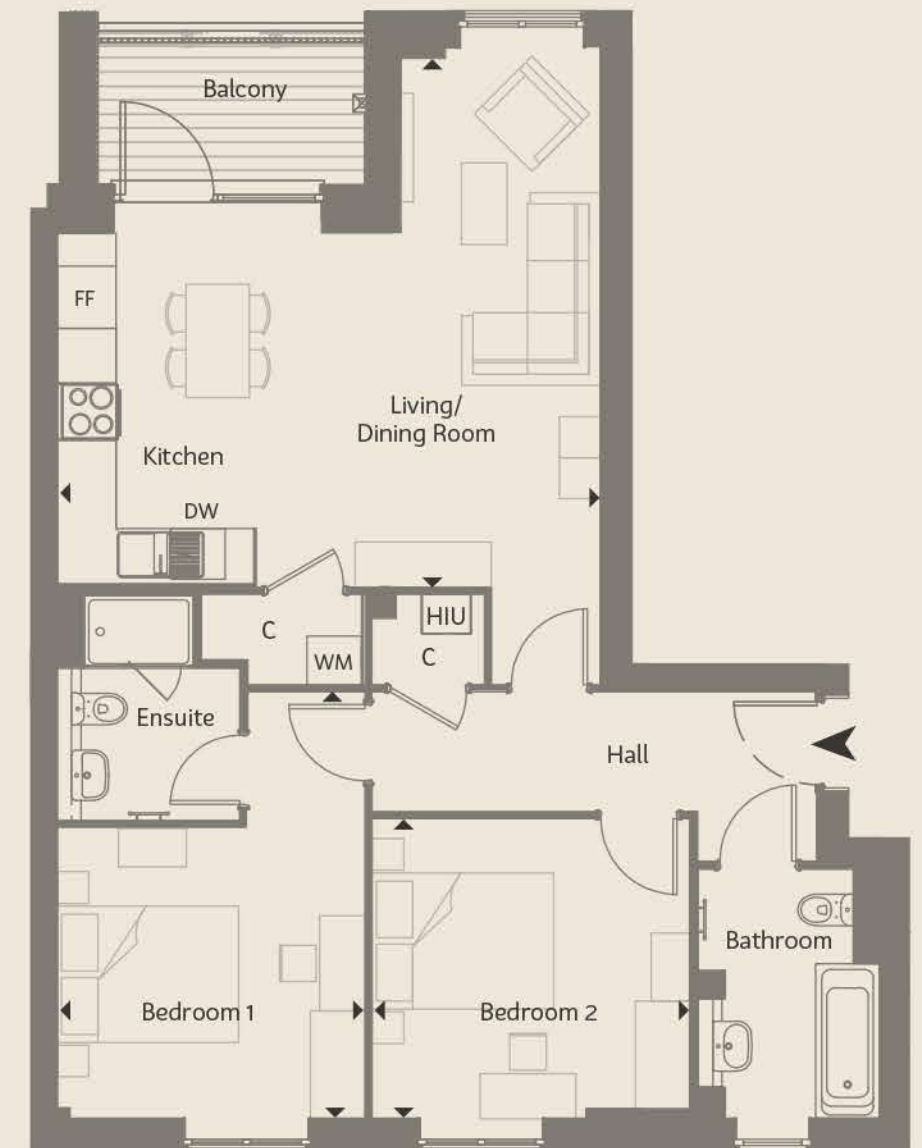 Balcony
FF
Living/
Dining Room
Kitchen
DW
HIU
C
C
WM
Ensuite
Hall
Bathroom
Bedroom 1
Bedroom 2